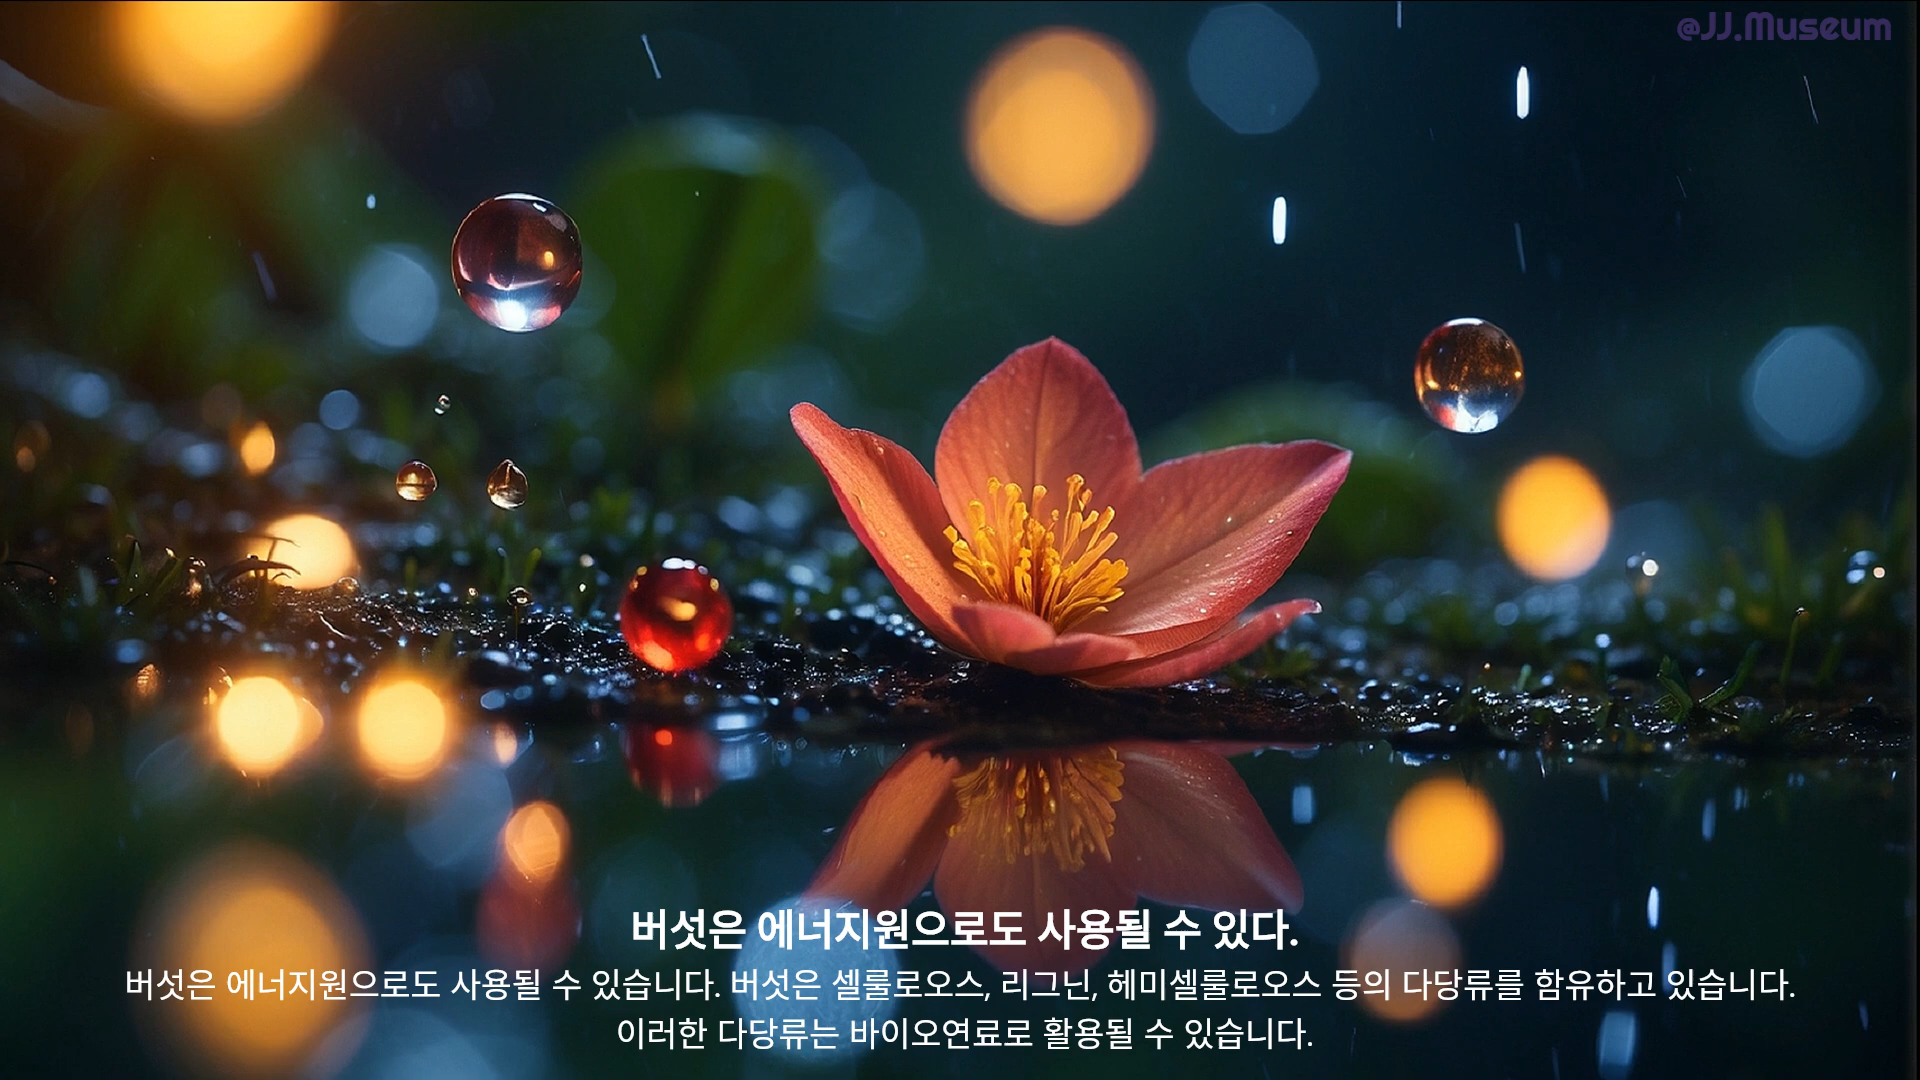 @JJ.Museum
버섯은 에너지원으로도 사용될 수 있다.
버섯은 에너지원으로도 사용될 수 있습니다. 버섯은 셀룰로오스, 리그닌, 헤미셀룰로오스 등의 다당류를 함유하고 있습니다.
이러한 다당류는 바이오연료로 활용될 수 있습니다.